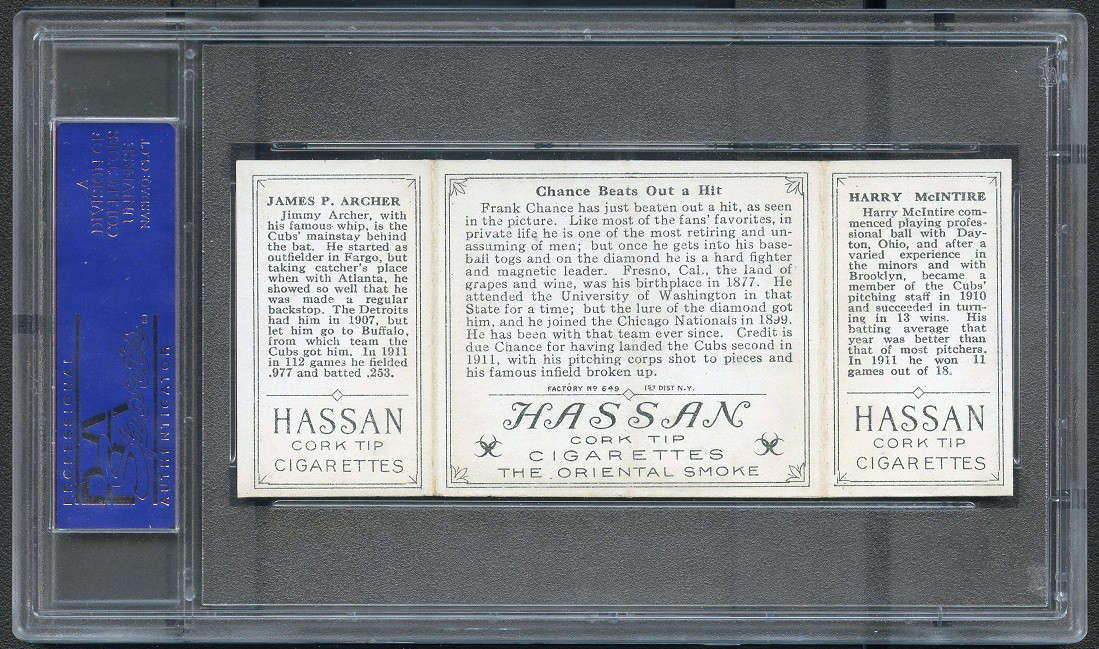 A
DIVISION OF
COLLECTORS
UNIVERSE
NASDAQ: CLCT
PROFESSIONAL
PSA
Sports
AUTHENTICATOR
JAMES P. ARCHER
Jimmy Archer, with
his famous whip, is the
Cubs' mainstay behind
the bat. He started as
outfielder in Fargo, but
taking catcher's place
when with Atlanta, he
showed so well that he
was made a regular
backstop. The Detroits
had him in 1907, but
let him go to Buffalo,
from which team the
Cubs got him. In 1911
in 112 games he fielded
.977 and batted .253.
HASSAN
CORK TIP
CIGARETTES
Chance Beats Out a Hit
Frank Chance has just beaten out a hit, as seen
in the picture. Like most of the fans' favorites, in
private life he is one of the most retiring and un-
assuming of men; but once he gets into his base-
ball togs and on the diamond he is a hard fighter
and magnetic leader. Fresno, Cal., the land of
grapes and wine, was his birthplace in 1877. He
attended the University of Washington in that
State for a time; but the lure of the diamond got
him, and he joined the Chicago Nationals in 1899.
He has been with that team ever since. Credit is
due Chance for having landed the Cubs second in
1911, with his pitching corps shot to pieces and
his famous infield broken up.
FACTORY No 649 1ST DIST N.Y.
HASSAN
CORK TIP
CIGARETTES
THE ORIENTAL SMOKE
HARRY McINTIRE
Harry McIntire com-
menced playing profes-
sional ball with Day-
ton, Ohio, and after a
varied experience in
the minors and with
Brooklyn, became a
member of the Cubs'
pitching staff in 1910
and succeeded in turn-
ing in 13 wins. His
batting average that
year was better than
that of most pitchers.
In 1911 he won 11
games out of 18.
HASSAN
CORK TIP
CIGARETTES